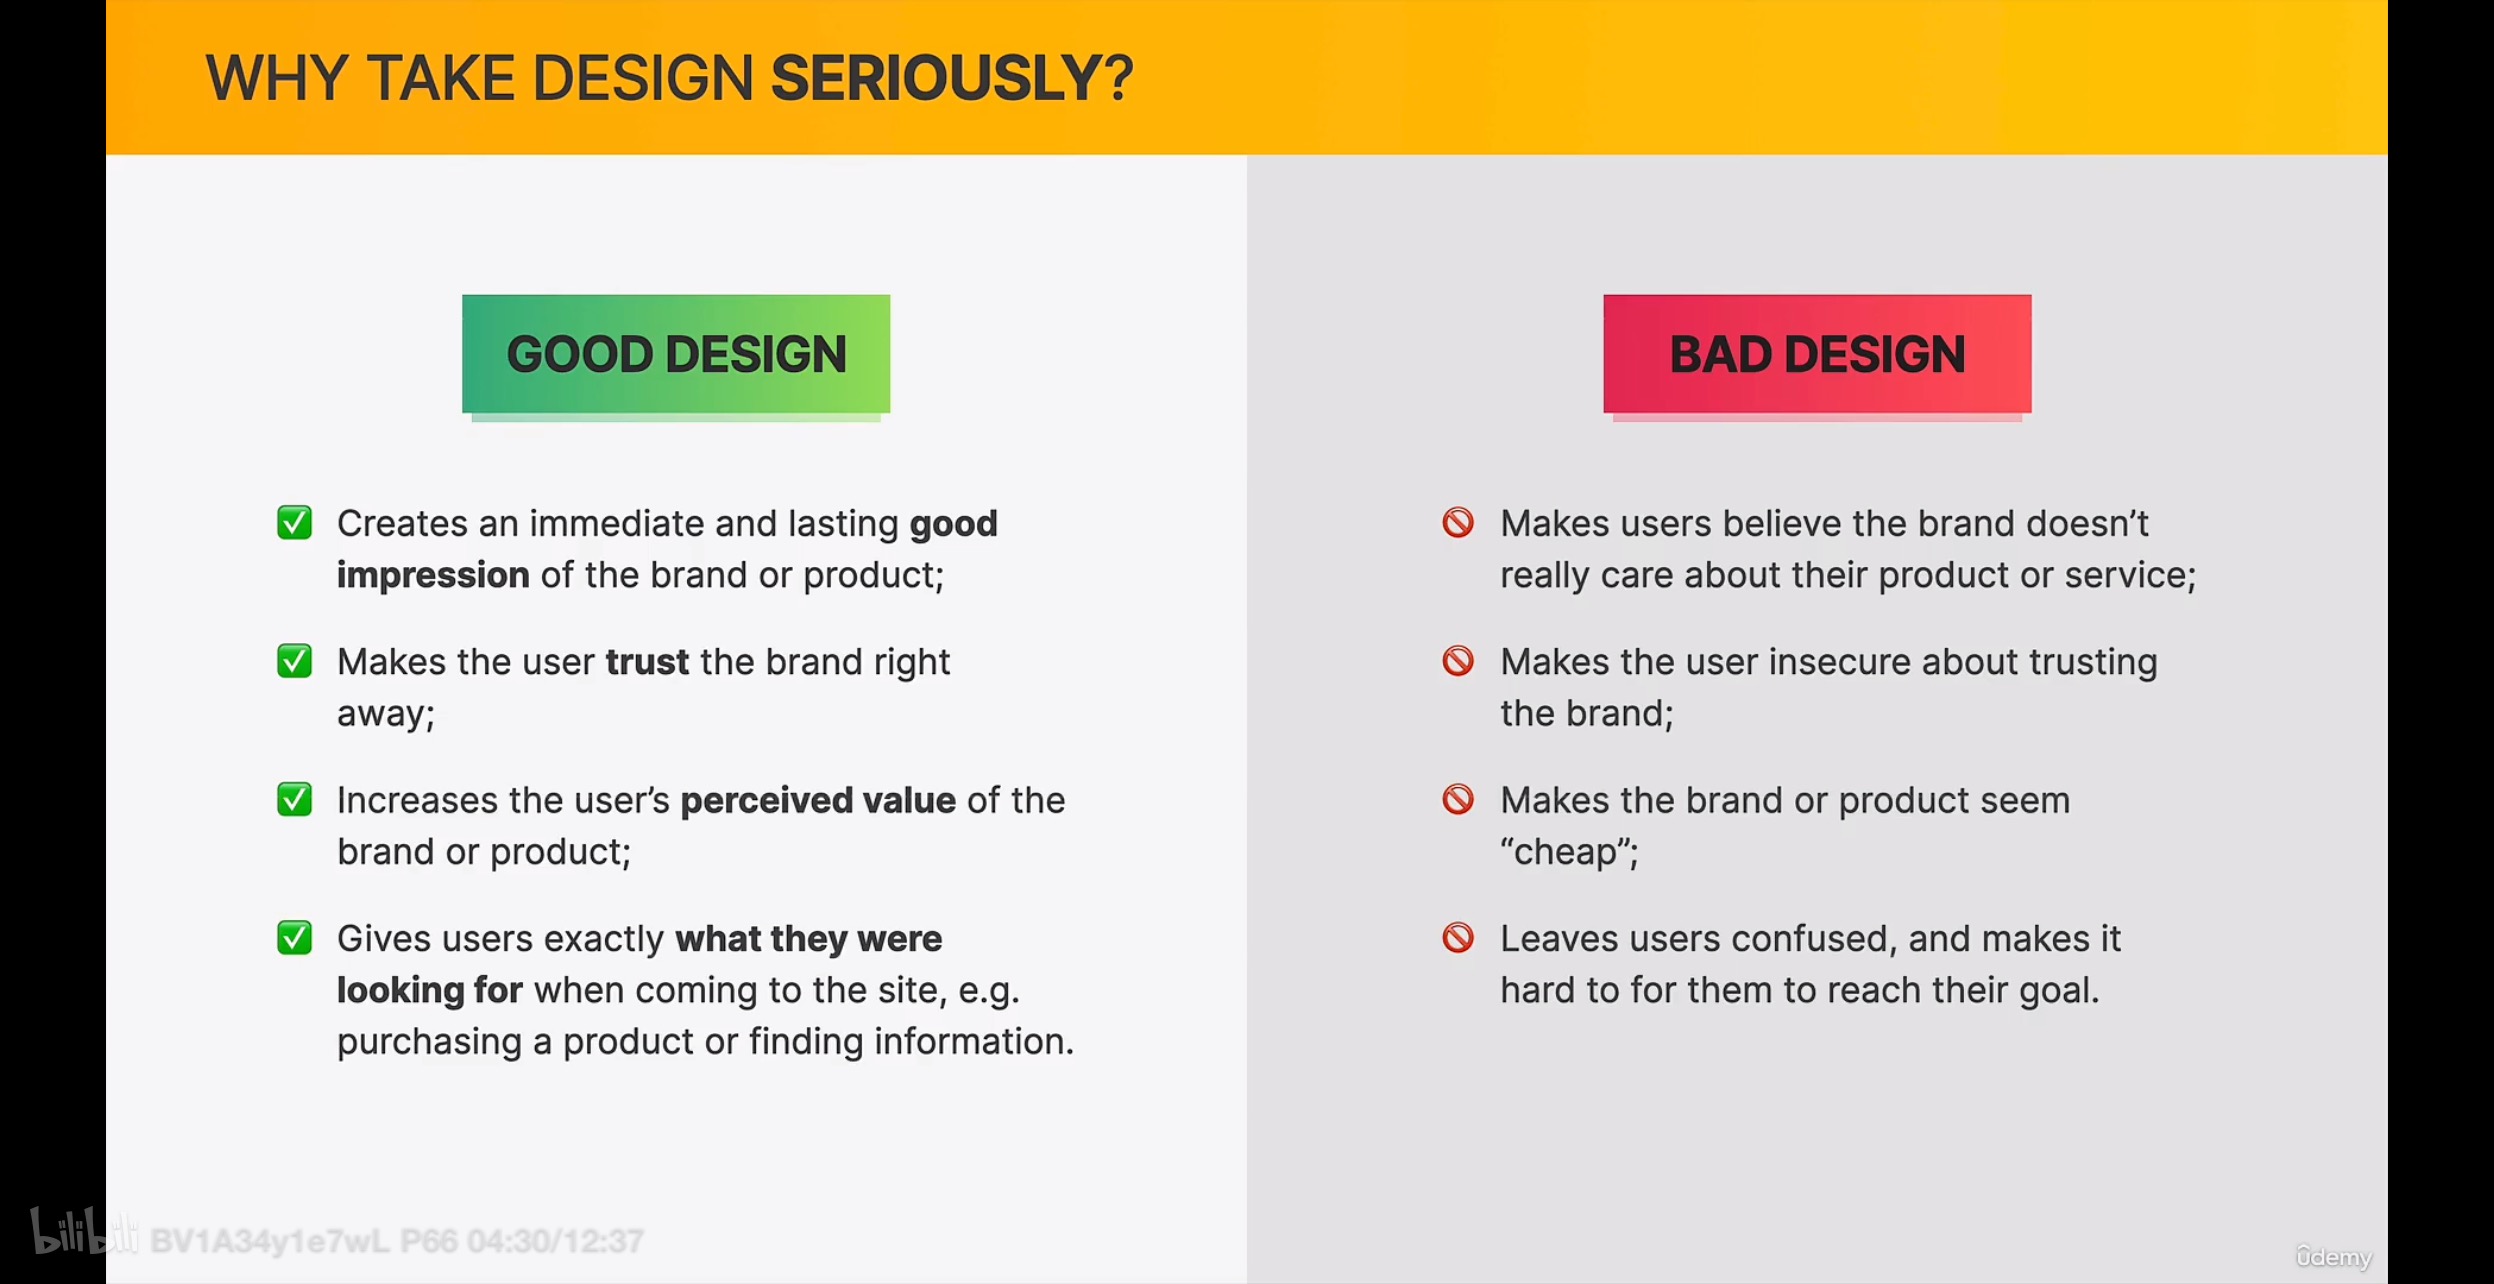 WHY TAKE DESIGN SERIOUSLY?
GOOD DESIGN
✅ Creates an immediate and lasting good
impression of the brand or product;
✅ Makes the user trust the brand right
away;
✅ Increases the user’s perceived value of the
brand or product;
✅ Gives users exactly what they were
looking for when coming to the site, e.g.
purchasing a product or finding information.
BAD DESIGN
🚫 Makes users believe the brand doesn’t
really care about their product or service;
🚫 Makes the user insecure about trusting
the brand;
🚫 Makes the brand or product seem
“cheap”;
🚫 Leaves users confused, and makes it
hard to for them to reach their goal.
bilibili BV1A34y1e7wL P66 04:30/12:37
ûdemy